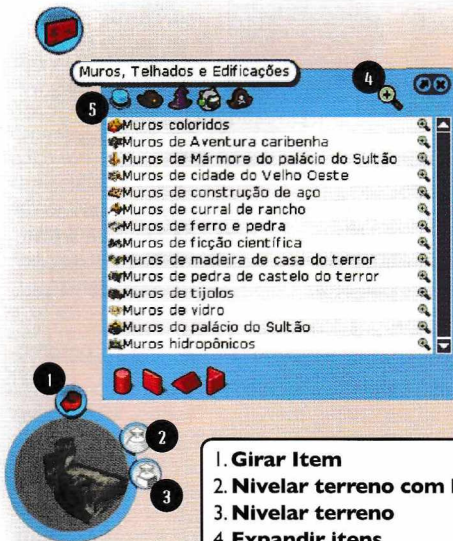 Muros, Telhados e Edificações
4
5
Muros coloridos
Muros de Aventura caribenha
Muros de Mármore do palácio do Sultão
Muros de cidade do Velho Oeste
Muros de construção de aço
Muros de curral de rancho
Muros de ferro e pedra
Muros de ficção científica
Muros de madeira de casa do terror
Muros de pedra de castelo do terror
Muros de tijolos
Muros de vidro
Muros do palácio do Sultão
Muros hidropônicos
1
2
3
1. Girar Item
2. Nivelar terreno com
3. Nivelar terreno
4. Expandir itens